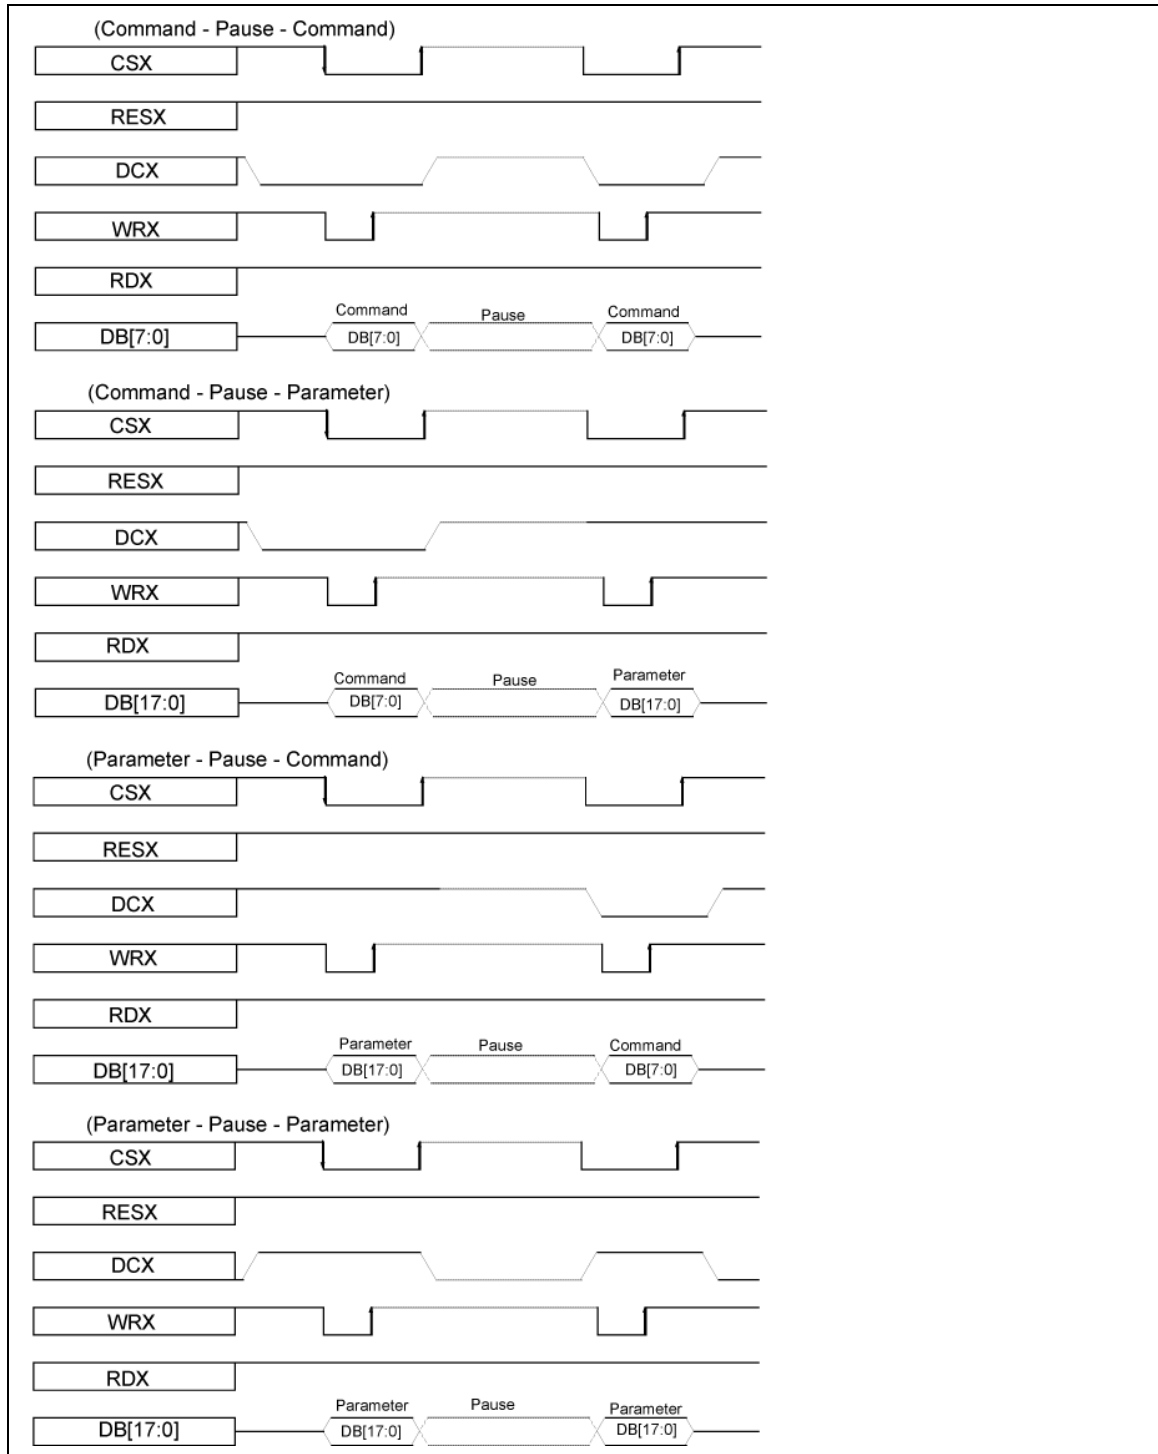 (Command - Pause - Command)
CSX
RESX
DCX
WRX
RDX
Command Pause Command
DB[7:0] DB[7:0] DB[7:0]
(Command - Pause - Parameter)
CSX
RESX
DCX
WRX
RDX
Command Pause Parameter
DB[17:0] DB[7:0] DB[17:0]
(Parameter - Pause - Command)
CSX
RESX
DCX
WRX
RDX
Parameter Pause Command
DB[17:0] DB[17:0] DB[7:0]
(Parameter - Pause - Parameter)
CSX
RESX
DCX
WRX
RDX
Parameter Pause Parameter
DB[17:0] DB[17:0] DB[17:0]